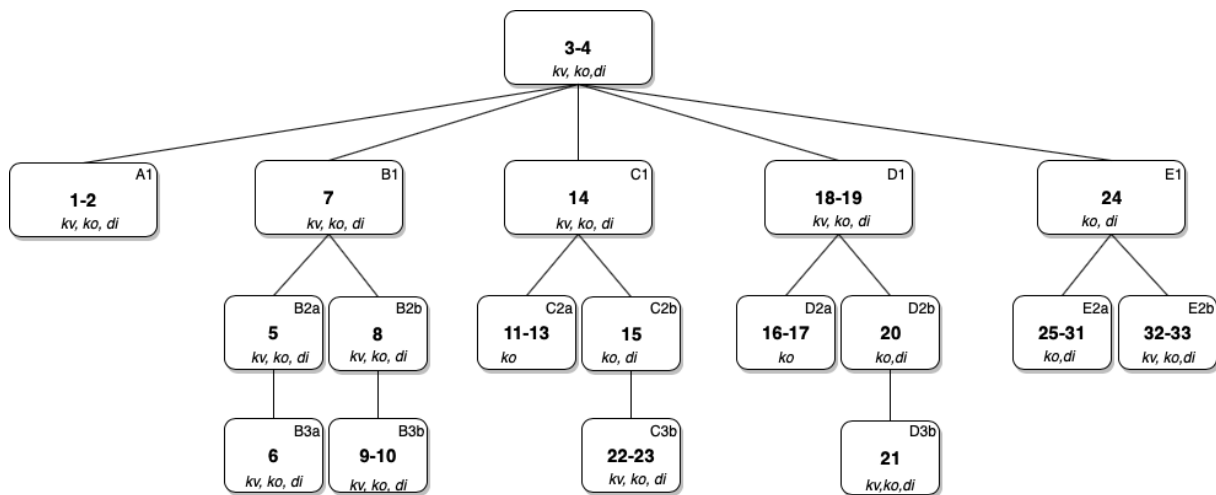 3-4
kv, ko,di
A1
1-2
kv, ko, di
B1
7
kv, ko, di
C1
14
kv, ko, di
D1
18-19
kv, ko, di
E1
24
ko, di
B2a
5
kv, ko, di
B2b
8
kv, ko, di
C2a
11-13
ko
C2b
15
ko, di
D2a
16-17
ko
D2b
20
ko,di
E2a
25-31
ko,di
E2b
32-33
kv, ko,di
B3a
6
kv, ko, di
B3b
9-10
kv, ko, di
C3b
22-23
kv, ko, di
D3b
21
kv,ko,di